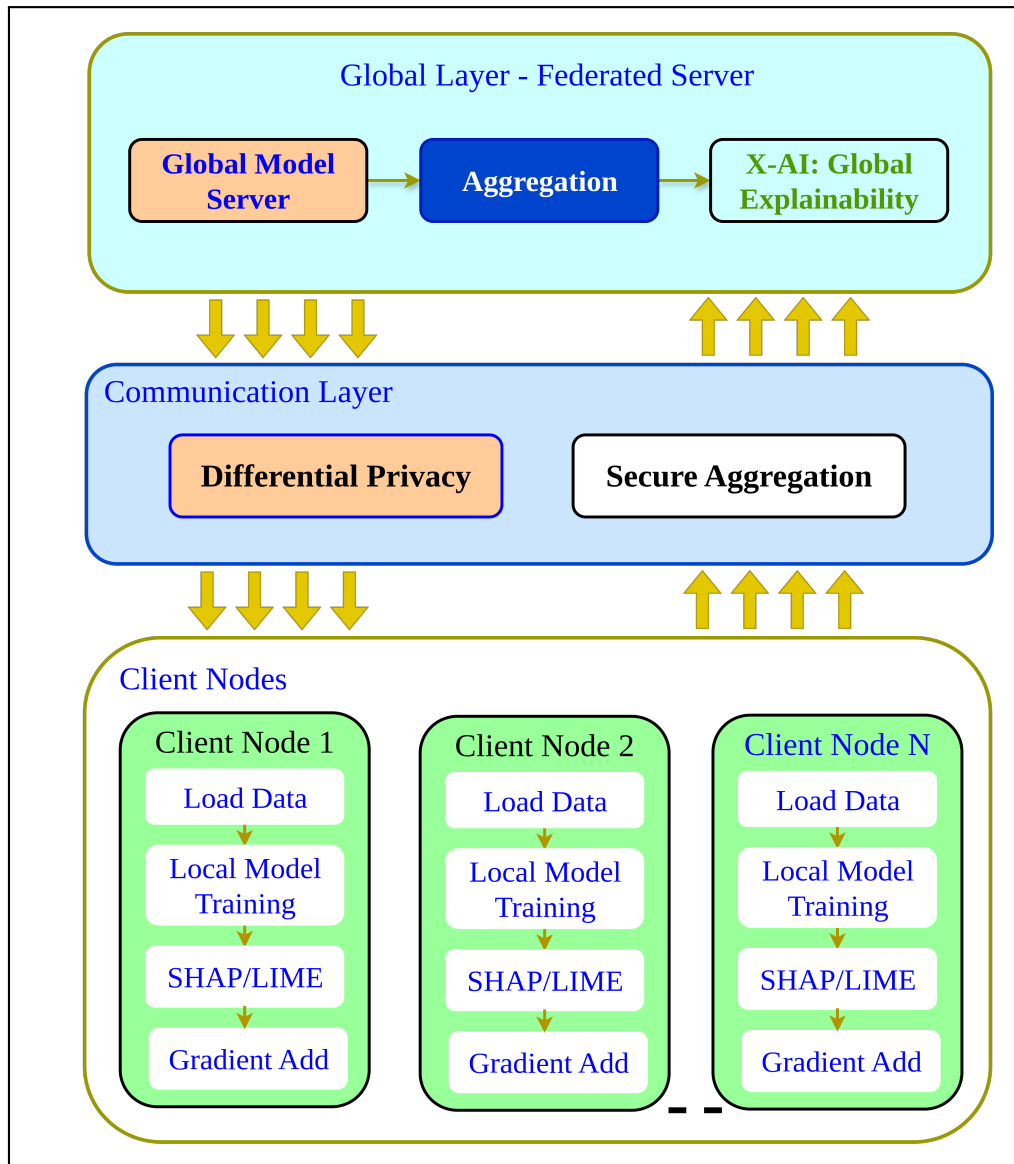 Global Layer - Federated Server
Global Model
Server
Aggregation
X-AI: Global
Explainability
Communication Layer
Differential Privacy
Secure Aggregation
Client Nodes
Client Node 1
Load Data
Local Model
Training
SHAP/LIME
Gradient Add
Client Node 2
Load Data
Local Model
Training
SHAP/LIME
Gradient Add
Client Node N
Load Data
Local Model
Training
SHAP/LIME
Gradient Add